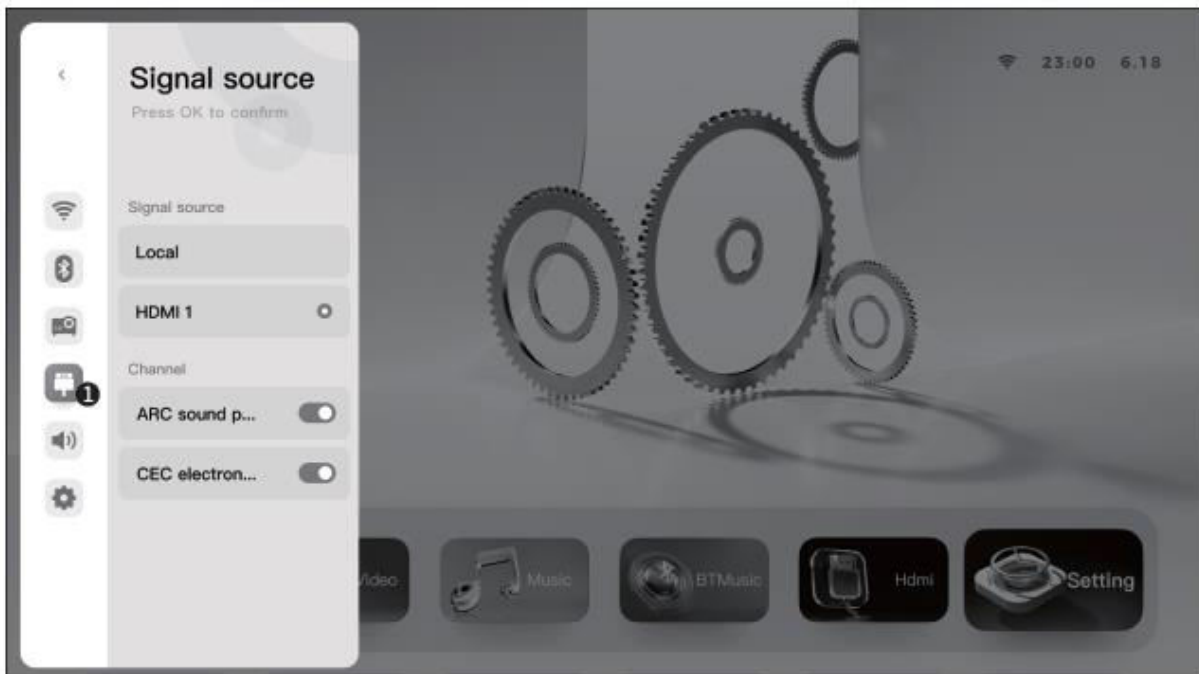 Signal source
Press OK to confirm
23:00 6.18
Signal source
Local
HDMI 1
Channel
❶
ARC sound p...
CEC electron...
Video
Music
BTMusic
Hdmi
Setting